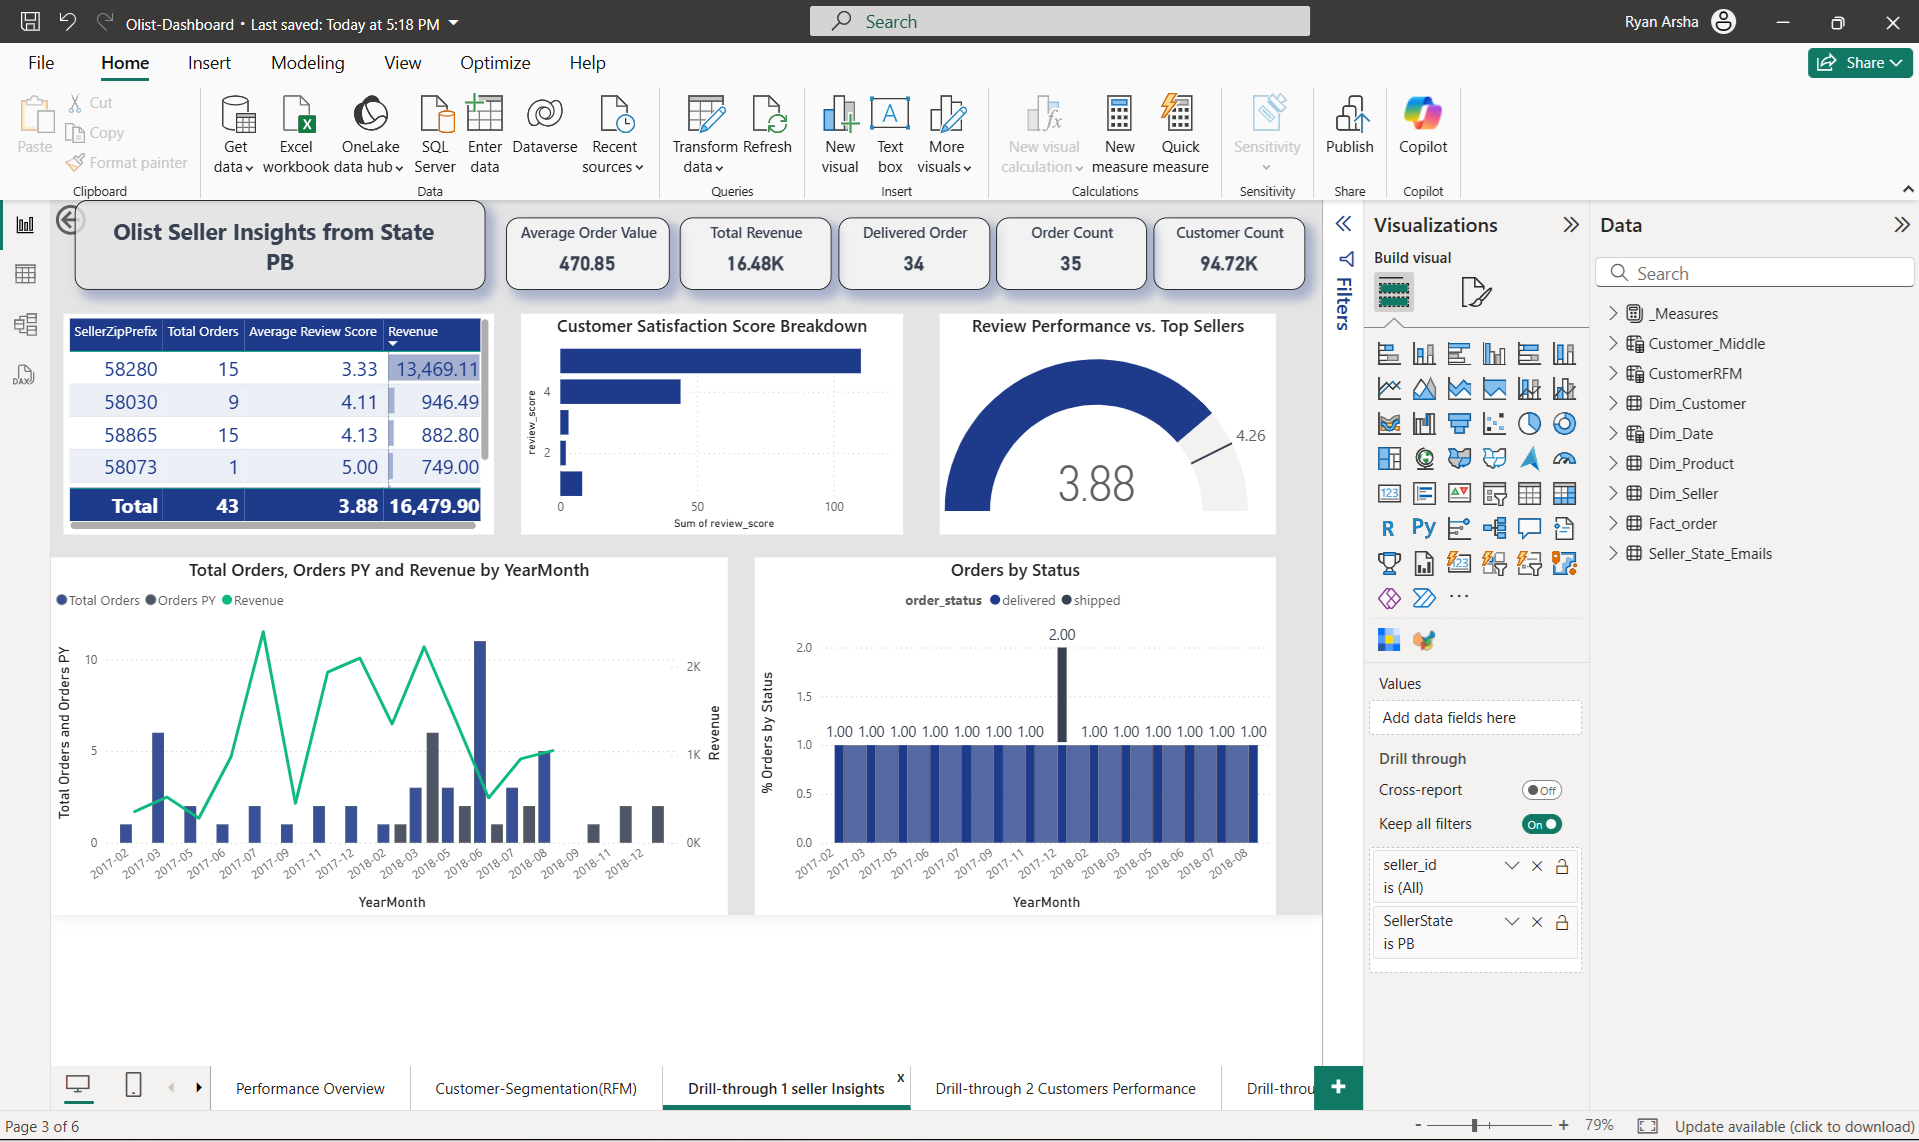 Olist-Dashboard • Last saved: Today at 5:18 PM
Search
Ryan Arsha
File
Home
Insert
Modeling
View
Optimize
Help
Share
Paste
Cut
Copy
Format painter
Clipboard
Get data
Excel workbook
OneLake data hub
SQL Server
Enter data
Dataverse
Recent sources
Data
Transform data
Refresh
Queries
New visual
Text box
More visuals
Insert
New visual calculation
New measure
Quick measure
Calculations
Sensitivity
Sensitivity
Publish
Share
Copilot
Copilot
DAX
Olist Seller Insights from State
PB
Average Order Value
470.85
Total Revenue
16.48K
Delivered Order
34
Order Count
35
Customer Count
94.72K
SellerZipPrefix Total Orders Average Review Score Revenue
58280 15 3.33 13,469.11
58030 9 4.11 946.49
58865 15 4.13 882.80
58073 1 5.00 749.00
Total 43 3.88 16,479.90
Customer Satisfaction Score Breakdown
review_score
4
2
0 50 100
Sum of review_score
Review Performance vs. Top Sellers
4.26
3.88
Total Orders, Orders PY and Revenue by YearMonth
Total Orders Orders PY Revenue
Total Orders and Orders PY
10
5
0
2K
1K
0K
Revenue
2017-02 2017-03 2017-05 2017-06 2017-07 2017-09 2017-11 2017-12 2018-02 2018-03 2018-05 2018-06 2018-07 2018-08 2018-09 2018-11 2018-12
YearMonth
Orders by Status
order_status delivered shipped
% Orders by Status
2.0
1.5
1.0
0.5
0.0
2.00
1.00 1.00 1.00 1.00 1.00 1.00 1.00 1.00 1.00 1.00 1.00 1.00 1.00
2017-02 2017-03 2017-05 2017-06 2017-07 2017-09 2017-11 2017-12 2018-02 2018-03 2018-05 2018-06 2018-07 2018-08
YearMonth
Filters
Visualizations
Build visual
123
R
Py
123
Values
Add data fields here
Drill through
Cross-report
Off
Keep all filters
On
seller_id
is (All)
SellerState
is PB
Data
Search
_Measures
Customer_Middle
CustomerRFM
Dim_Customer
Dim_Date
Dim_Product
Dim_Seller
Fact_order
Seller_State_Emails
Performance Overview
Customer-Segmentation(RFM)
Drill-through 1 seller Insights
x
Drill-through 2 Customers Performance
Drill-throu
Page 3 of 6
79%
Update available (click to download)